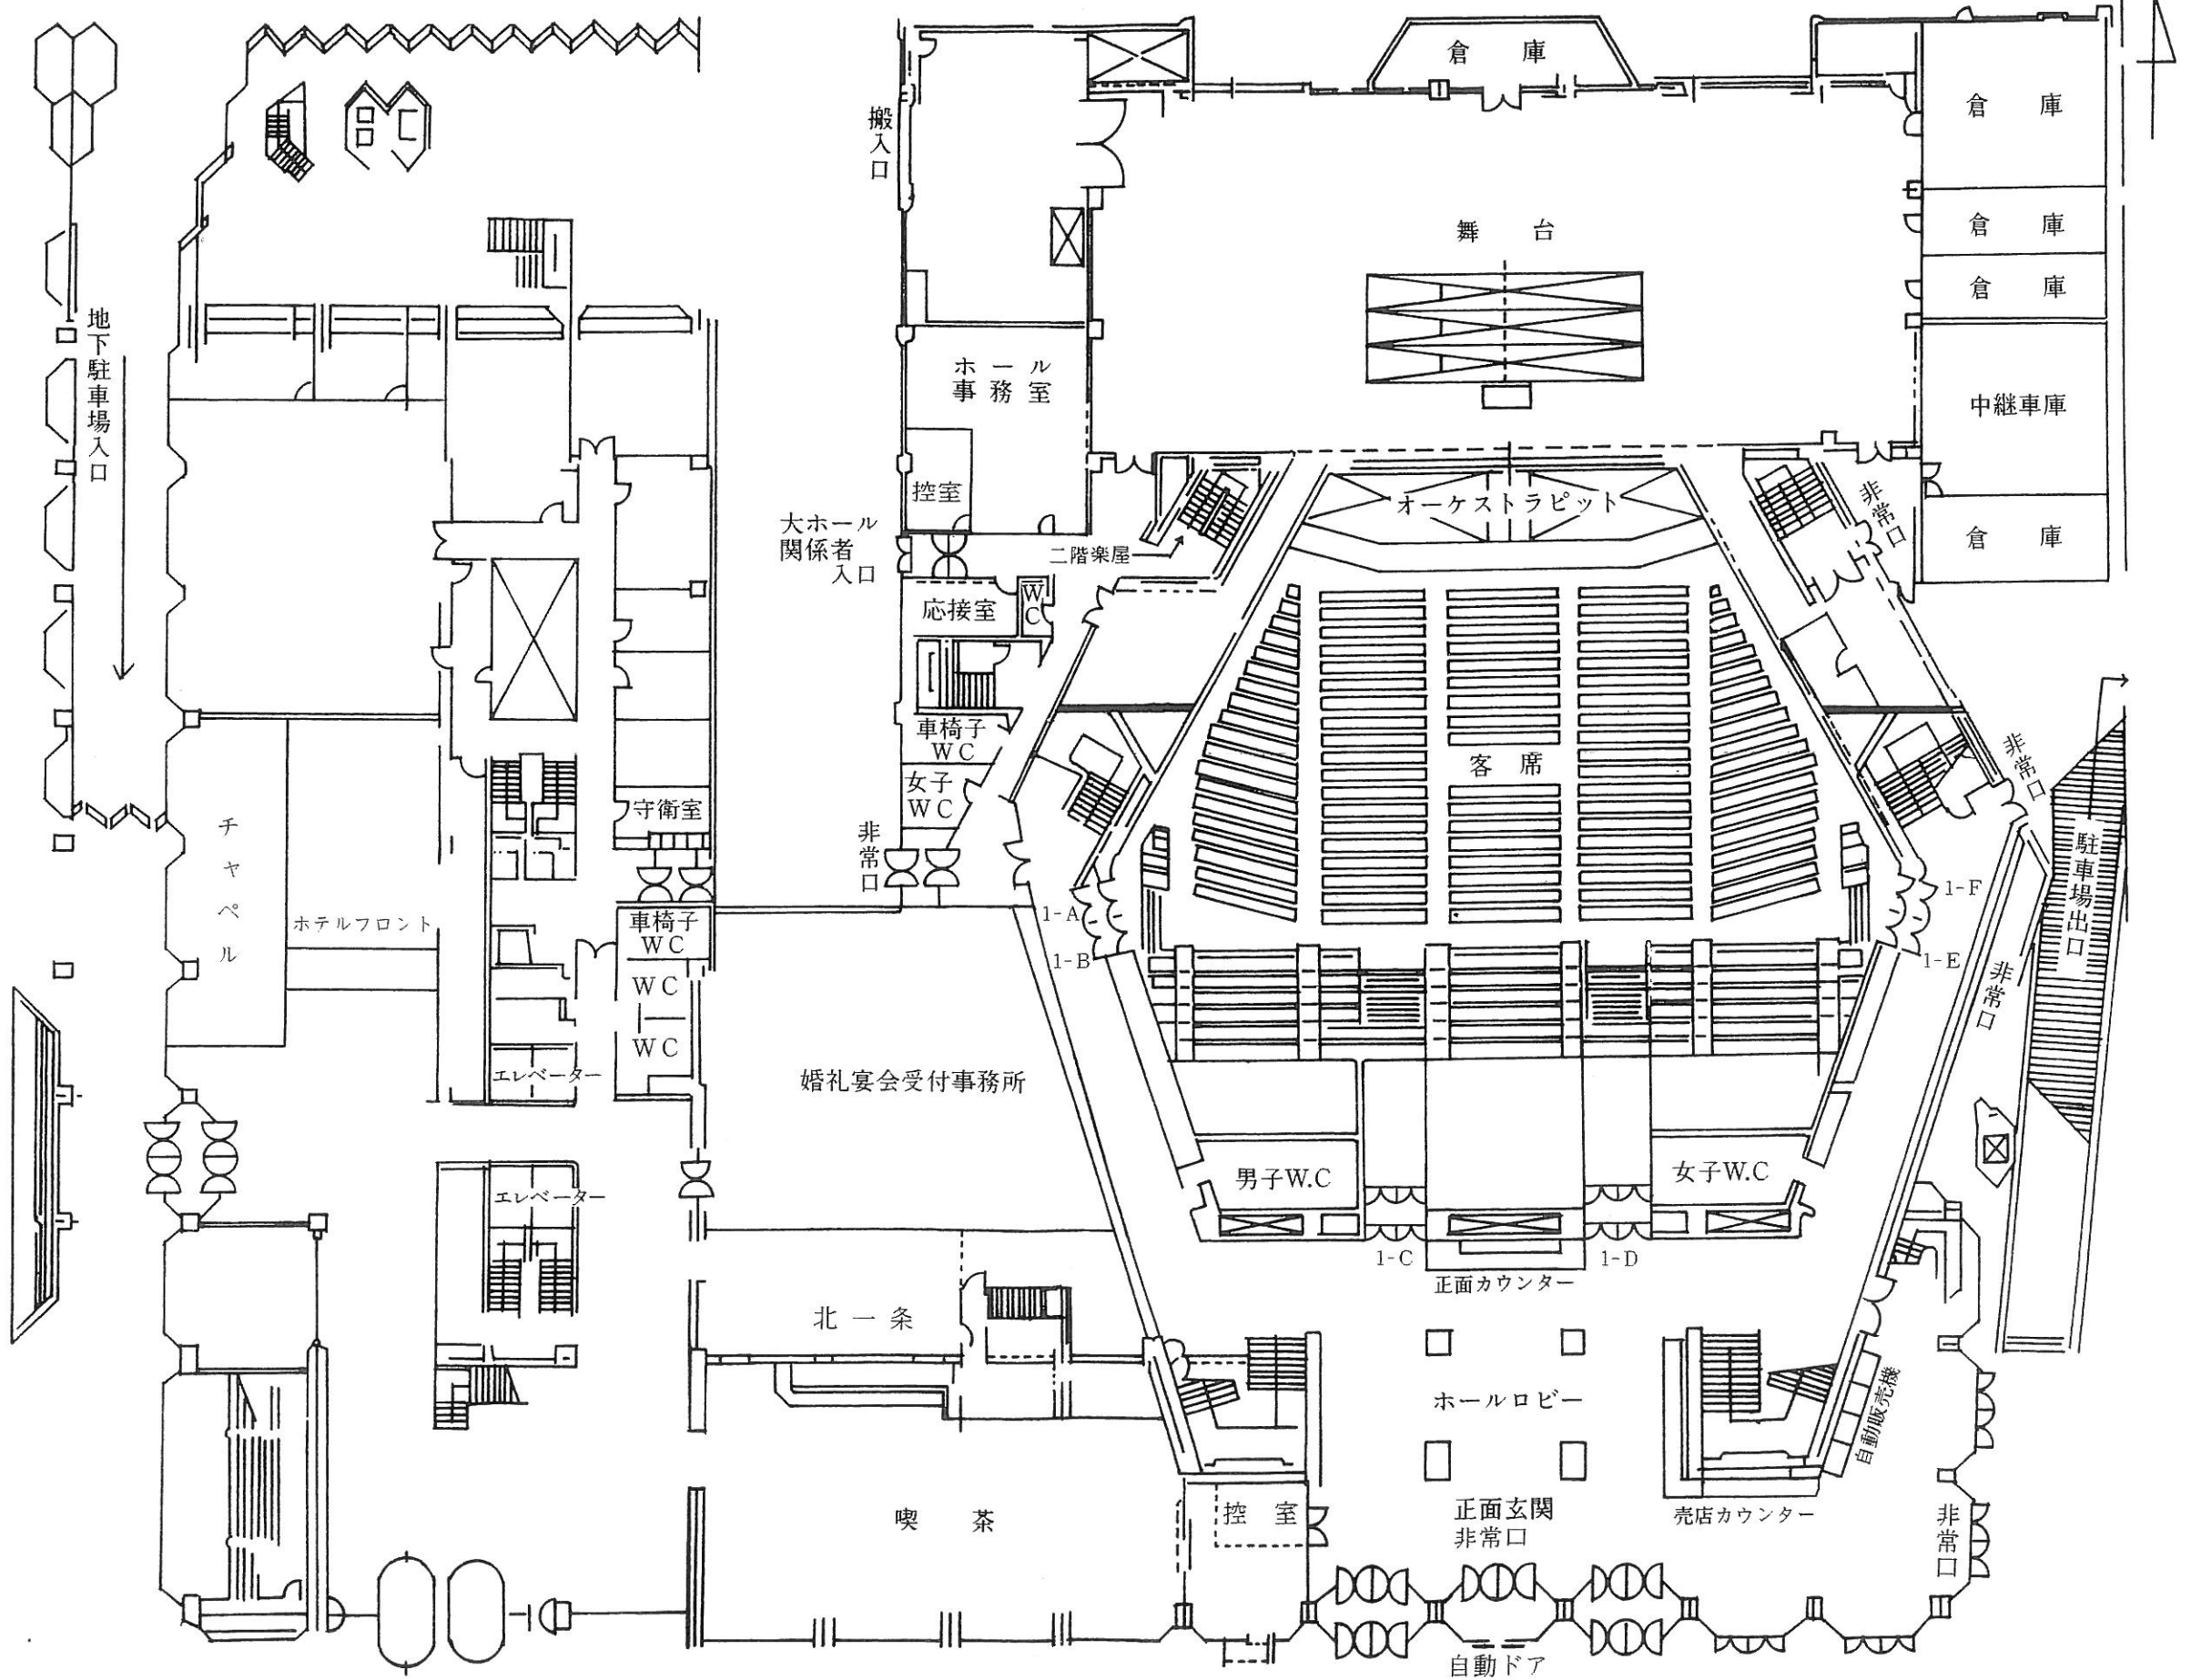 倉庫
倉庫
搬入口
舞台
倉庫
倉庫
地下駐車場入口
ホール
事務室
中継車庫
控室
オーケストラピット
非常口
大ホール
関係者
入口
二階楽屋
倉庫
応接室
WC
車椅子
WC
客席
非常口
女子
WC
守衛室
チャペル
非常口
駐車場出口
1-A
1-F
車椅子
WC
ホテルフロント
1-B
1-E
WC
非常口
WC
エレベーター
婚礼宴会受付事務所
男子W.C
女子W.C
エレベーター
1-C
1-D
正面カウンター
北一条
ホールロビー
自動販売機
喫茶
控室
正面玄関
非常口
売店カウンター
非常口
自動ドア